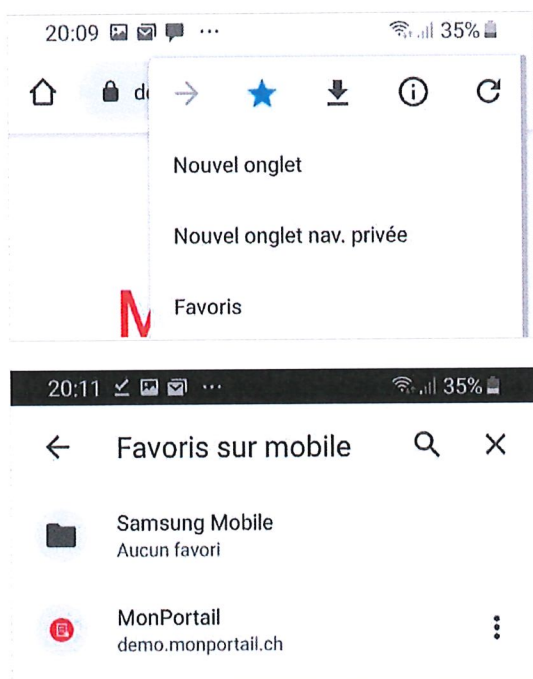 20:09 ... 35%
de
Nouvel onglet
Nouvel onglet nav. privée
M
Favoris
20:11 ... 35%
Favoris sur mobile
Samsung Mobile
Aucun favori
MonPortail
demo.monportail.ch